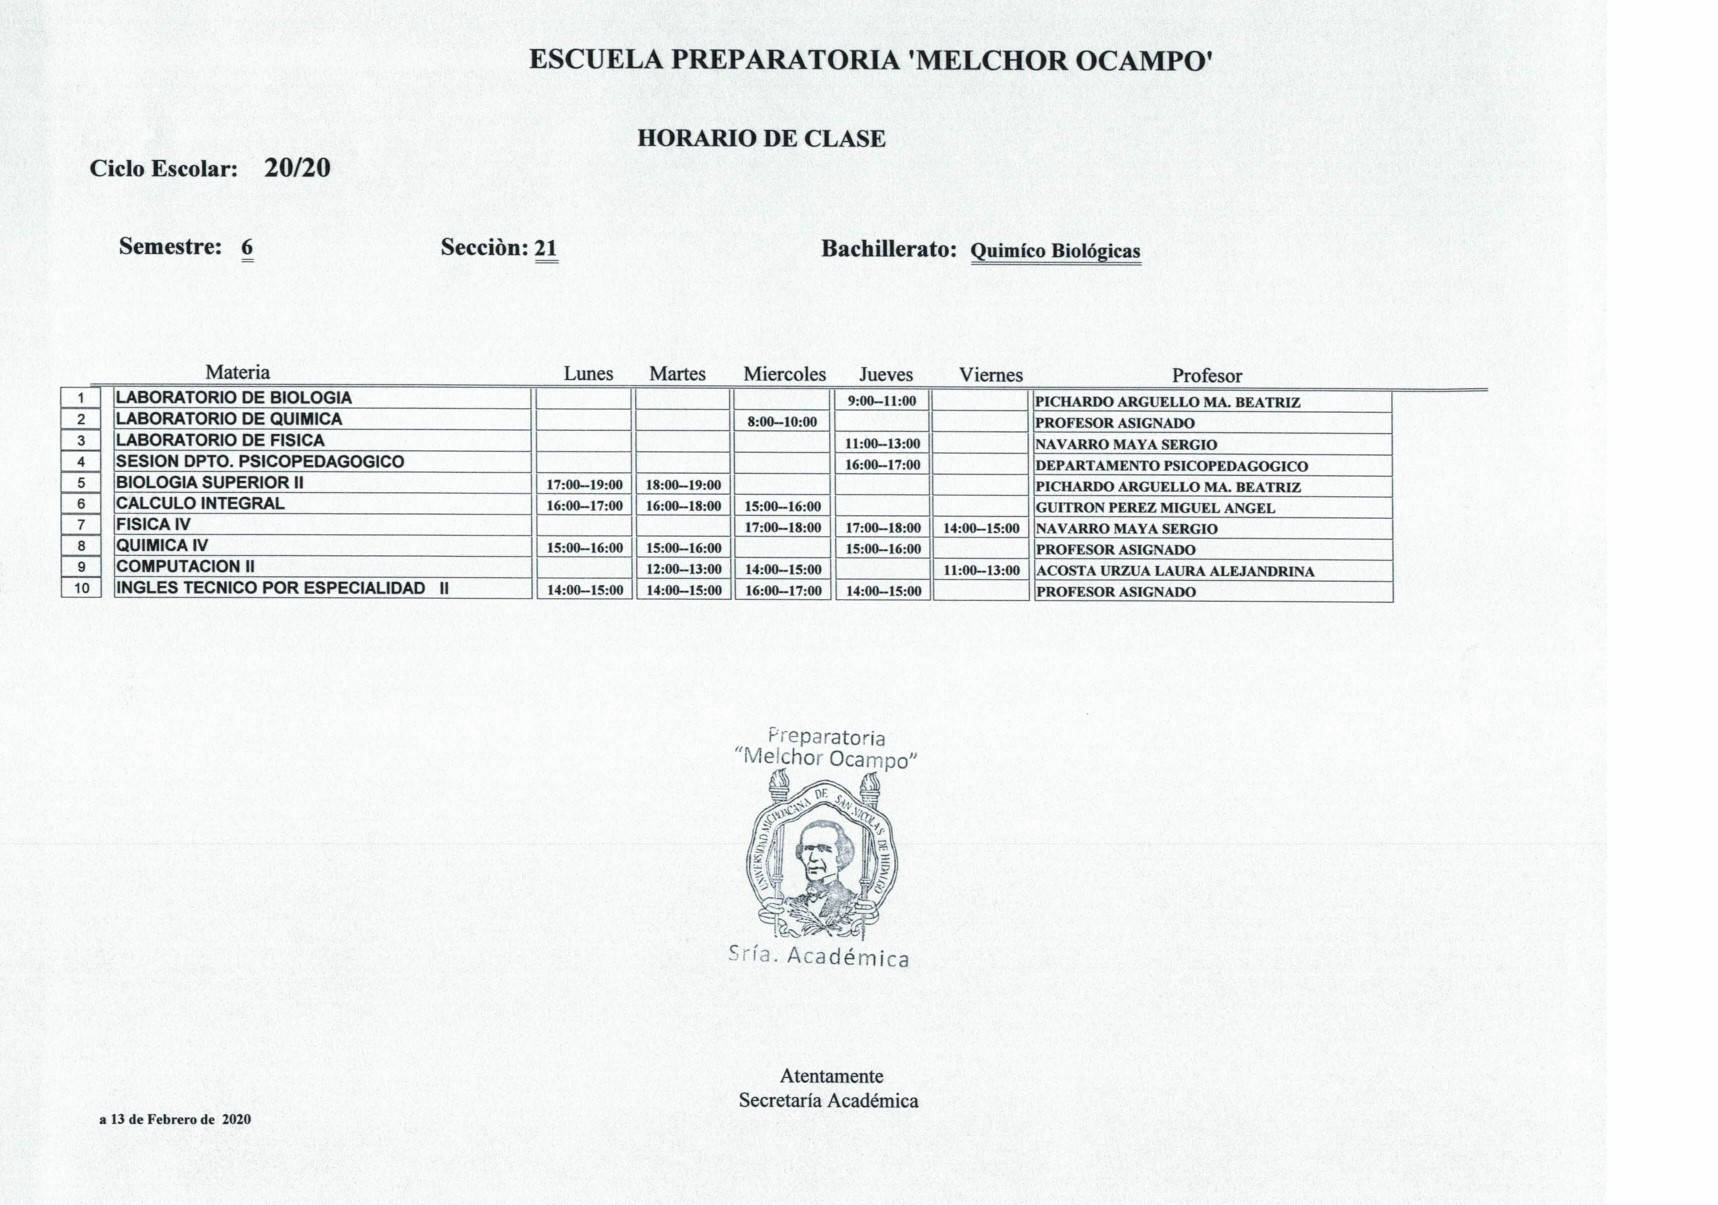 ESCUELA PREPARATORIA 'MELCHOR OCAMPO'
HORARIO DE CLASE
Ciclo Escolar: 20/20
Semestre: 6 Secciòn: 21 Bachillerato: Quimíco Biológicas
Materia Lunes Martes Miercoles Jueves Viernes Profesor
1 LABORATORIO DE BIOLOGIA 9:00--11:00 PICHARDO ARGUELLO MA. BEATRIZ
2 LABORATORIO DE QUIMICA 8:00--10:00 PROFESOR ASIGNADO
3 LABORATORIO DE FISICA 11:00--13:00 NAVARRO MAYA SERGIO
4 SESION DPTO. PSICOPEDAGOGICO 16:00--17:00 DEPARTAMENTO PSICOPEDAGOGICO
5 BIOLOGIA SUPERIOR II 17:00--19:00 18:00--19:00 PICHARDO ARGUELLO MA. BEATRIZ
6 CALCULO INTEGRAL 16:00--17:00 16:00--18:00 15:00--16:00 GUITRON PEREZ MIGUEL ANGEL
7 FISICA IV 17:00--18:00 17:00--18:00 14:00--15:00 NAVARRO MAYA SERGIO
8 QUIMICA IV 15:00--16:00 15:00--16:00 15:00--16:00 PROFESOR ASIGNADO
9 COMPUTACION II 12:00--13:00 14:00--15:00 11:00--13:00 ACOSTA URZUA LAURA ALEJANDRINA
10 INGLES TECNICO POR ESPECIALIDAD II 14:00--15:00 14:00--15:00 16:00--17:00 14:00--15:00 PROFESOR ASIGNADO
Preparatoria
"Melchor Ocampo"
UNIVERSIDAD MICHOACANA DE SAN NICOLAS DE HIDALGO
Sría. Académica
Atentamente
Secretaría Académica
a 13 de Febrero de 2020